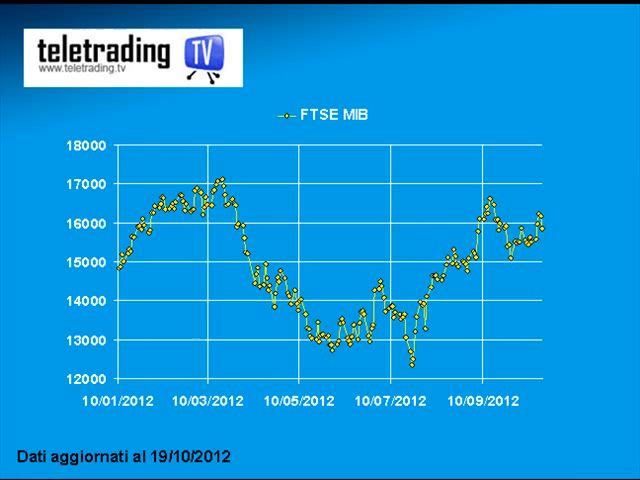 teletrading TV
www.teletrading.tv
FTSE MIB
18000
17000
16000
15000
14000
13000
12000
10/01/2012 10/03/2012 10/05/2012 10/07/2012 10/09/2012
Dati aggiornati al 19/10/2012